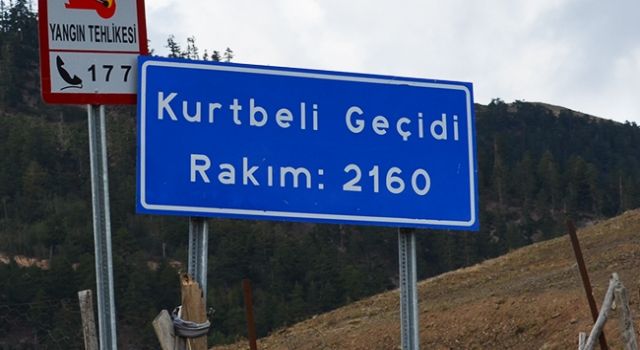 YANGIN TEHLİKESİ
177
Kurtbeli Geçidi
Rakım: 2160